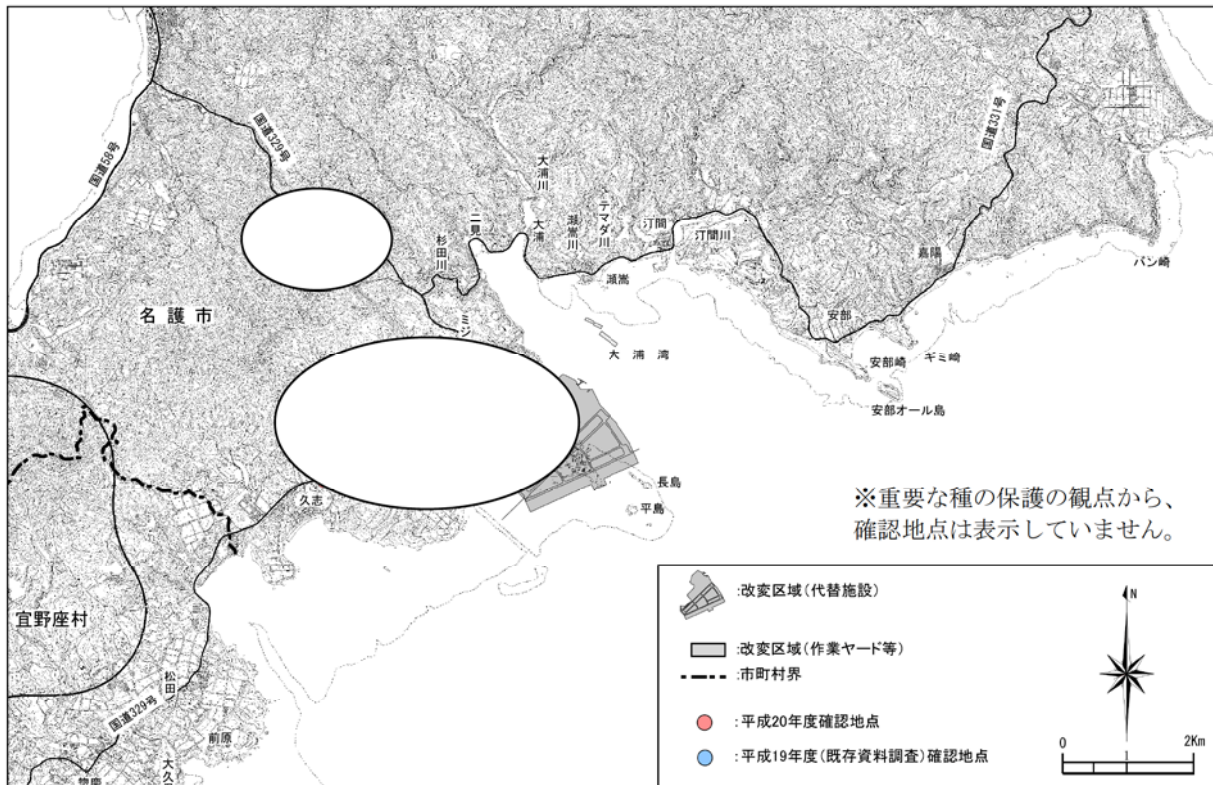 国道58号
国道329号
国道331号
大浦川
テマダ川
汀間
大浦
瀬嵩川
二見
杉田川
汀間川
瀬嵩
嘉陽
バン崎
名護市
大浦湾
安部
安部崎
ギミ崎
安部オール島
長島
久志
平島
※重要な種の保護の観点から、
確認地点は表示していません。
宜野座村
松田
国道329号
前原
:改変区域(代替施設)
:改変区域(作業ヤード等)
:市町村界
:平成20年度確認地点
:平成19年度(既存資料調査)確認地点
N
0 2Km